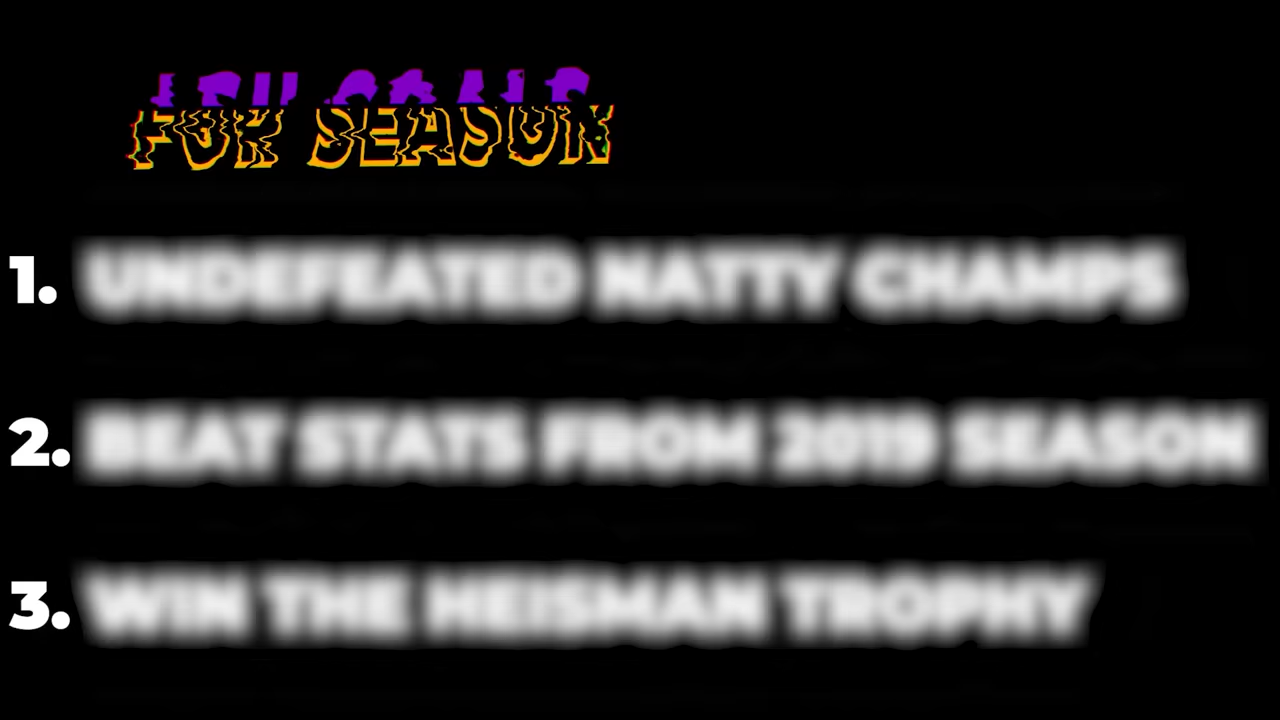 FOR SEASON
1. UNDEFEATED NATTY CHAMPS
2. BEAT STATS FROM 2019 SEASON
3. WIN THE HEISMAN TROPHY